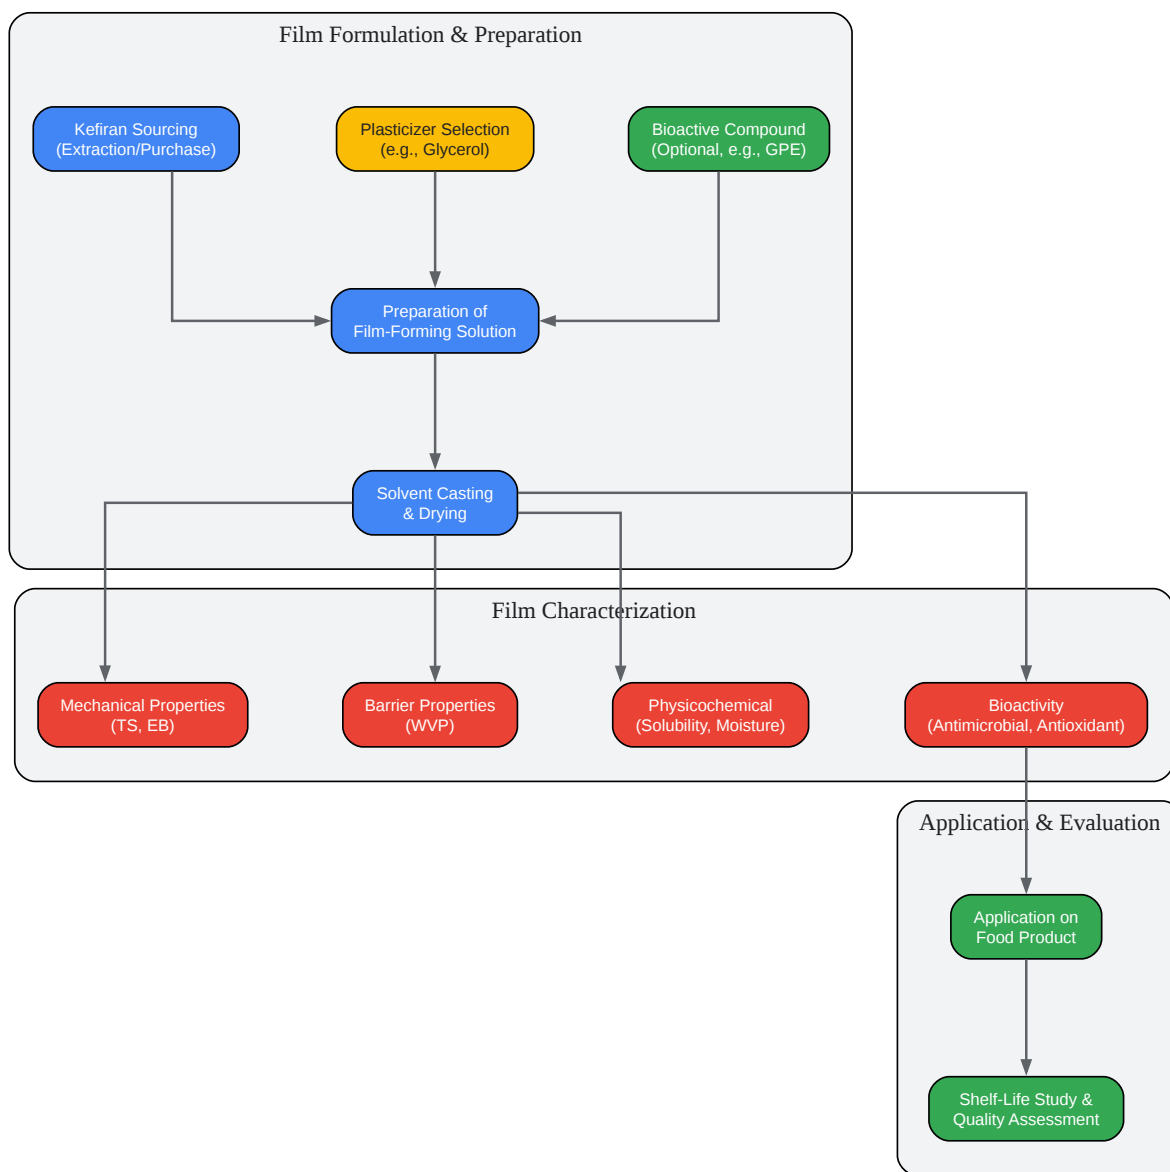 Film Formulation & Preparation
Kefiran Sourcing
(Extraction/Purchase)
Plasticizer Selection
(e.g., Glycerol)
Bioactive Compound
(Optional, e.g., GPE)
Preparation of
Film-Forming Solution
Solvent Casting
& Drying
Film Characterization
Mechanical Properties
(TS, EB)
Barrier Properties
(WVP)
Physicochemical
(Solubility, Moisture)
Bioactivity
(Antimicrobial, Antioxidant)
Application & Evaluation
Application on
Food Product
Shelf-Life Study &
Quality Assessment